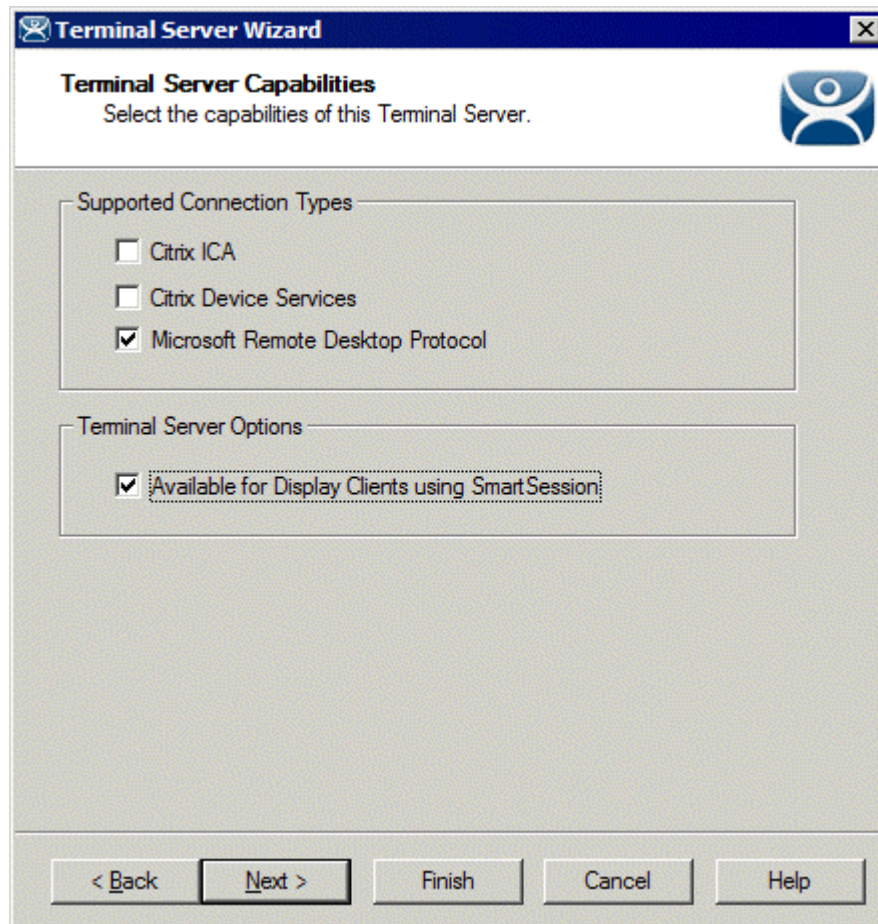 Terminal Server Wizard
Terminal Server Capabilities
Select the capabilities of this Terminal Server.
Supported Connection Types
Citrix ICA
Citrix Device Services
Microsoft Remote Desktop Protocol
Terminal Server Options
Available for Display Clients using SmartSession
< Back Next > Finish Cancel Help